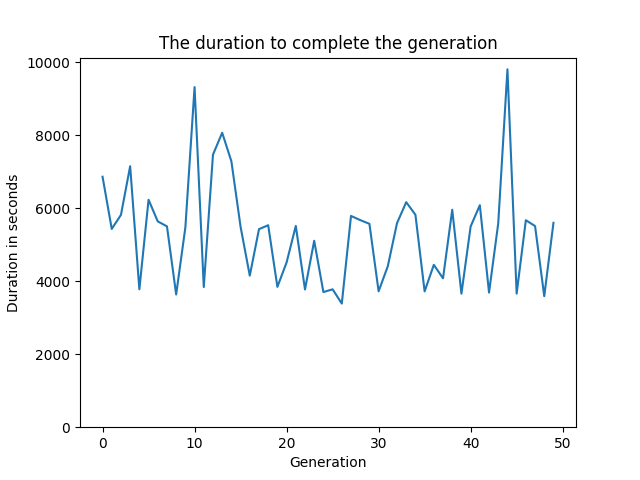 The duration to complete the generation
10000
8000
6000
4000
2000
0
Duration in seconds
0 10 20 30 40 50
Generation